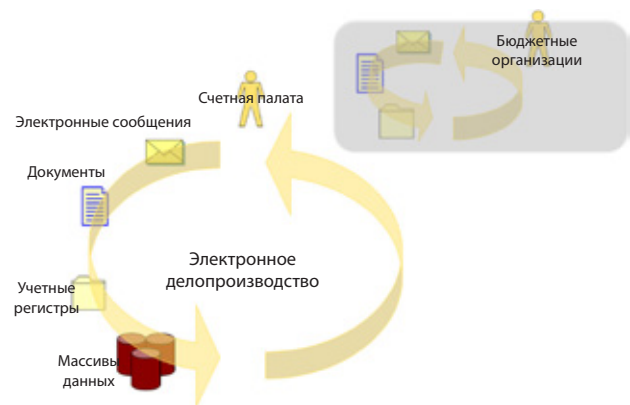 Бюджетные
организации
Счетная палата
Электронные сообщения
Документы
Электронное
делопроизводство
Учетные
регистры
Массивы
данных